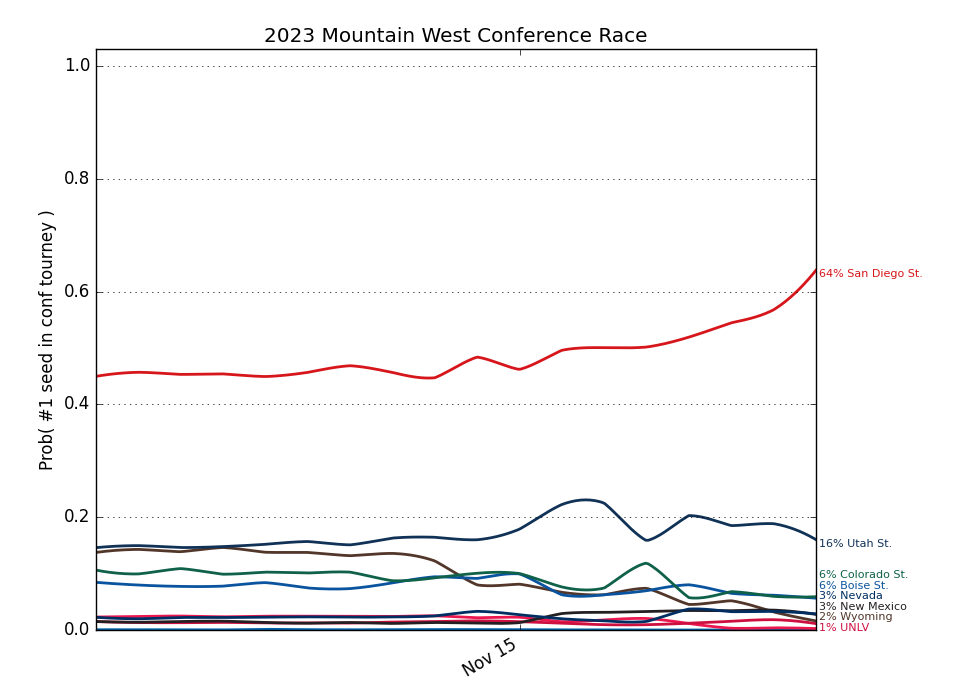 2023 Mountain West Conference Race
Prob( #1 seed in conf tourney )
1.0
0.8
0.6
0.4
0.2
0.0
Nov 15
64% San Diego St.
16% Utah St.
6% Colorado St.
6% Boise St.
3% Nevada
3% New Mexico
2% Wyoming
1% UNLV